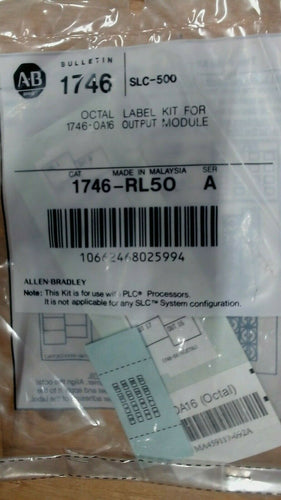 BULLETIN
AB 1746 SLC-500
OCTAL LABEL KIT FOR
1746-OA16 OUTPUT MODULE
CAT MADE IN MALAYSIA SER
1746-RL50 A
10662468025994
ALLEN-BRADLEY
Note: This Kit is for use with PLC® Processors.
It is not applicable for any SLC™ System configuration.
OA16 (Octal)